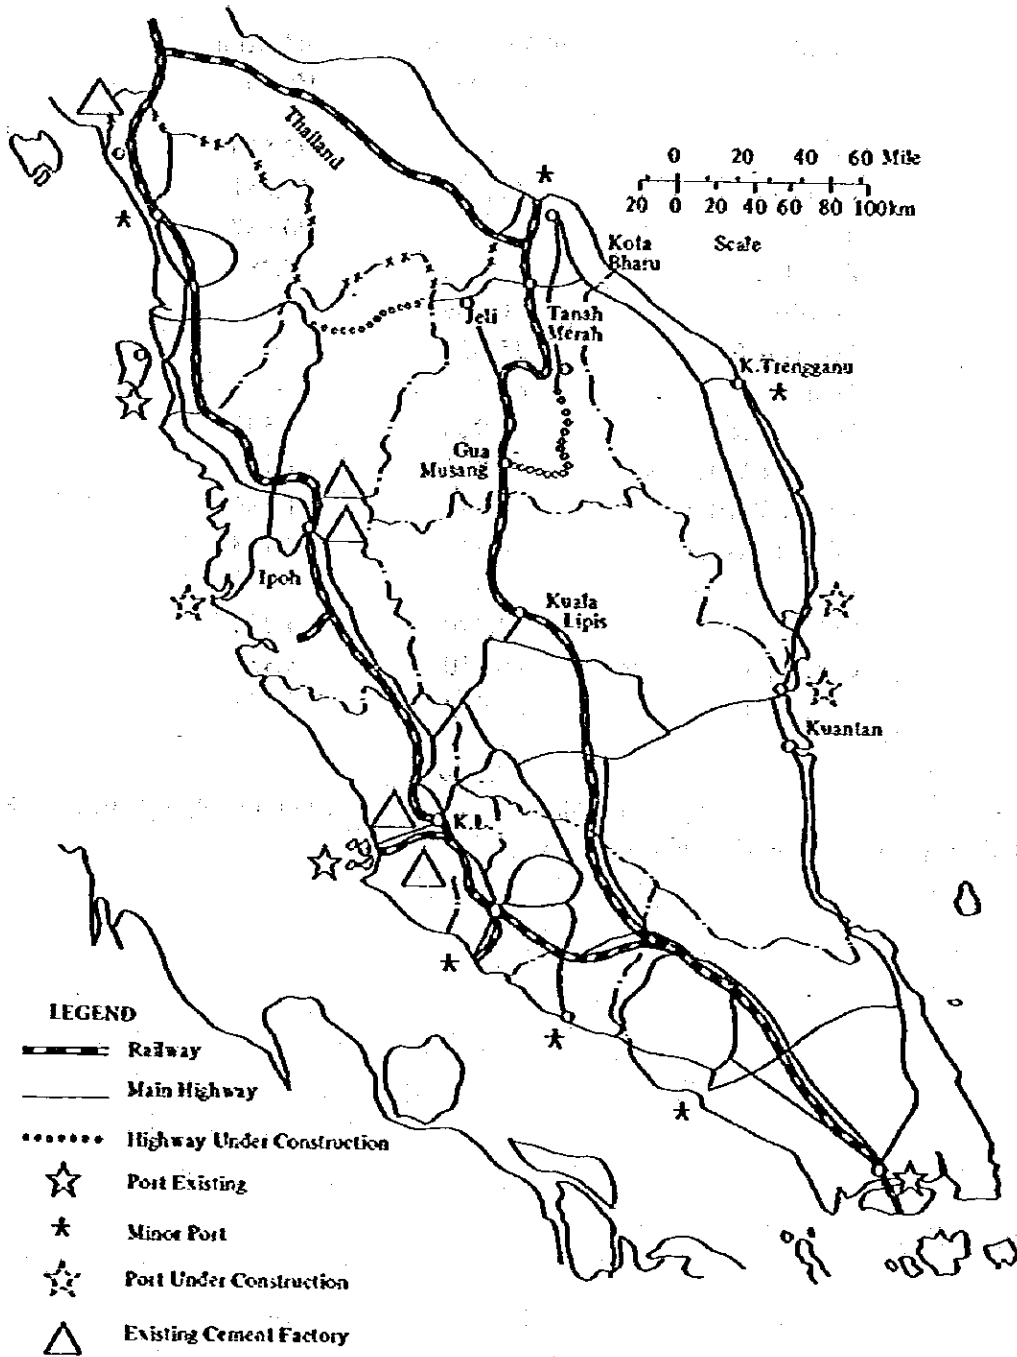 Thailand
0 20 40 60 Mile
20 0 20 40 60 80 100km
Scale
Kota
Bharu
Jeli
Tanah
Merah
K.Trengganu
Gua
Musang
Ipoh
Kuala
Lipis
Kuantan
K.L.
LEGEND
Railway
Main Highway
Highway Under Construction
Port Existing
Minor Port
Port Under Construction
Existing Cement Factory